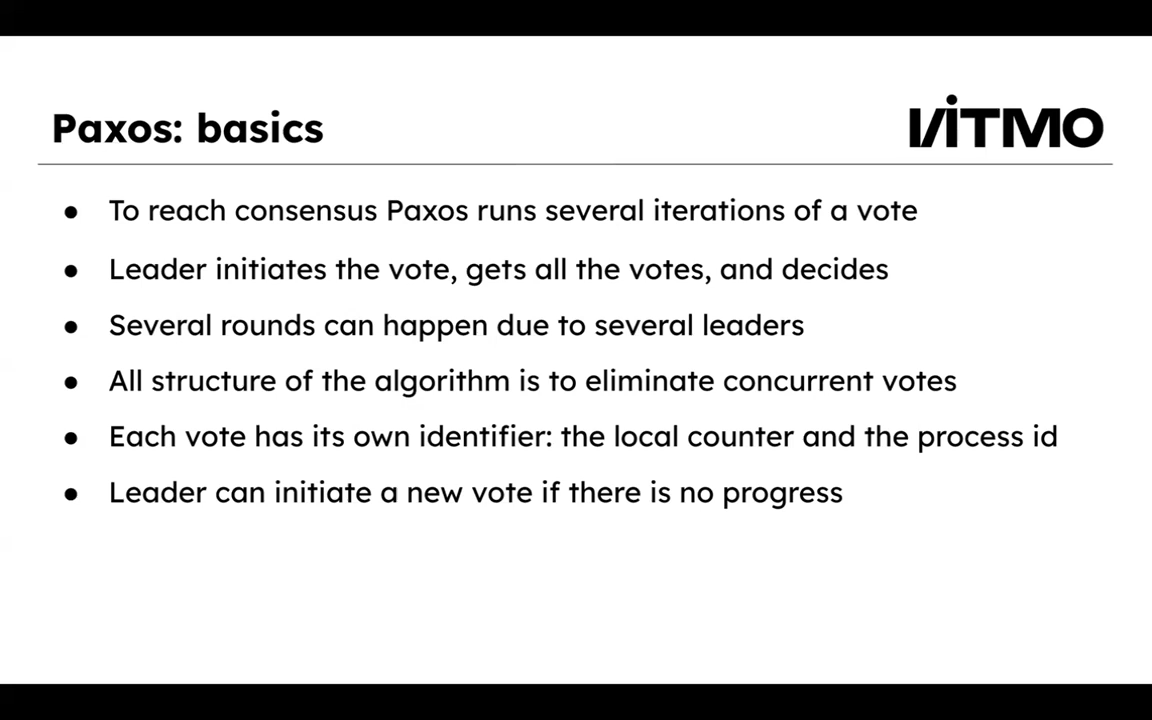 Paxos: basics
ITMO
● To reach consensus Paxos runs several iterations of a vote
● Leader initiates the vote, gets all the votes, and decides
● Several rounds can happen due to several leaders
● All structure of the algorithm is to eliminate concurrent votes
● Each vote has its own identifier: the local counter and the process id
● Leader can initiate a new vote if there is no progress